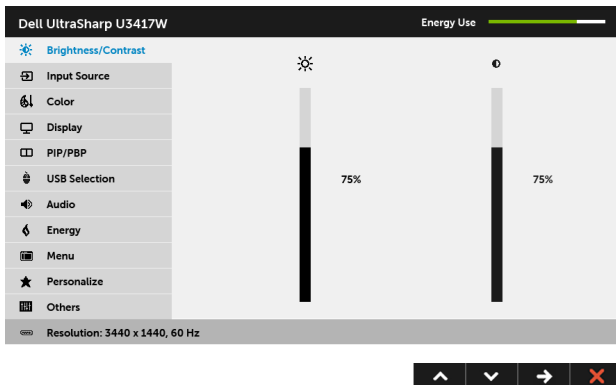 Dell UltraSharp U3417W
Energy Use
Brightness/Contrast
Input Source
Color
Display
PIP/PBP
USB Selection
Audio
Energy
Menu
Personalize
Others
75%
75%
Resolution: 3440 x 1440, 60 Hz